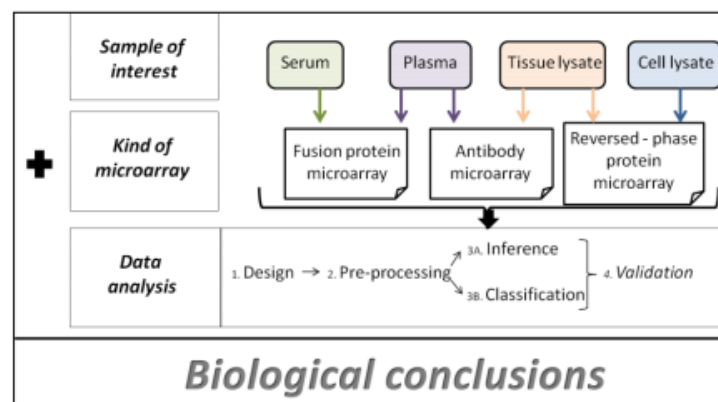 Sample of
interest
Serum
Plasma
Tissue lysate
Cell lysate
+
Kind of
microarray
Fusion protein
microarray
Antibody
microarray
Reversed - phase
protein
microarray
Data
analysis
1. Design → 2. Pre-processing
3A. Inference
3B. Classification
4. Validation
Biological conclusions